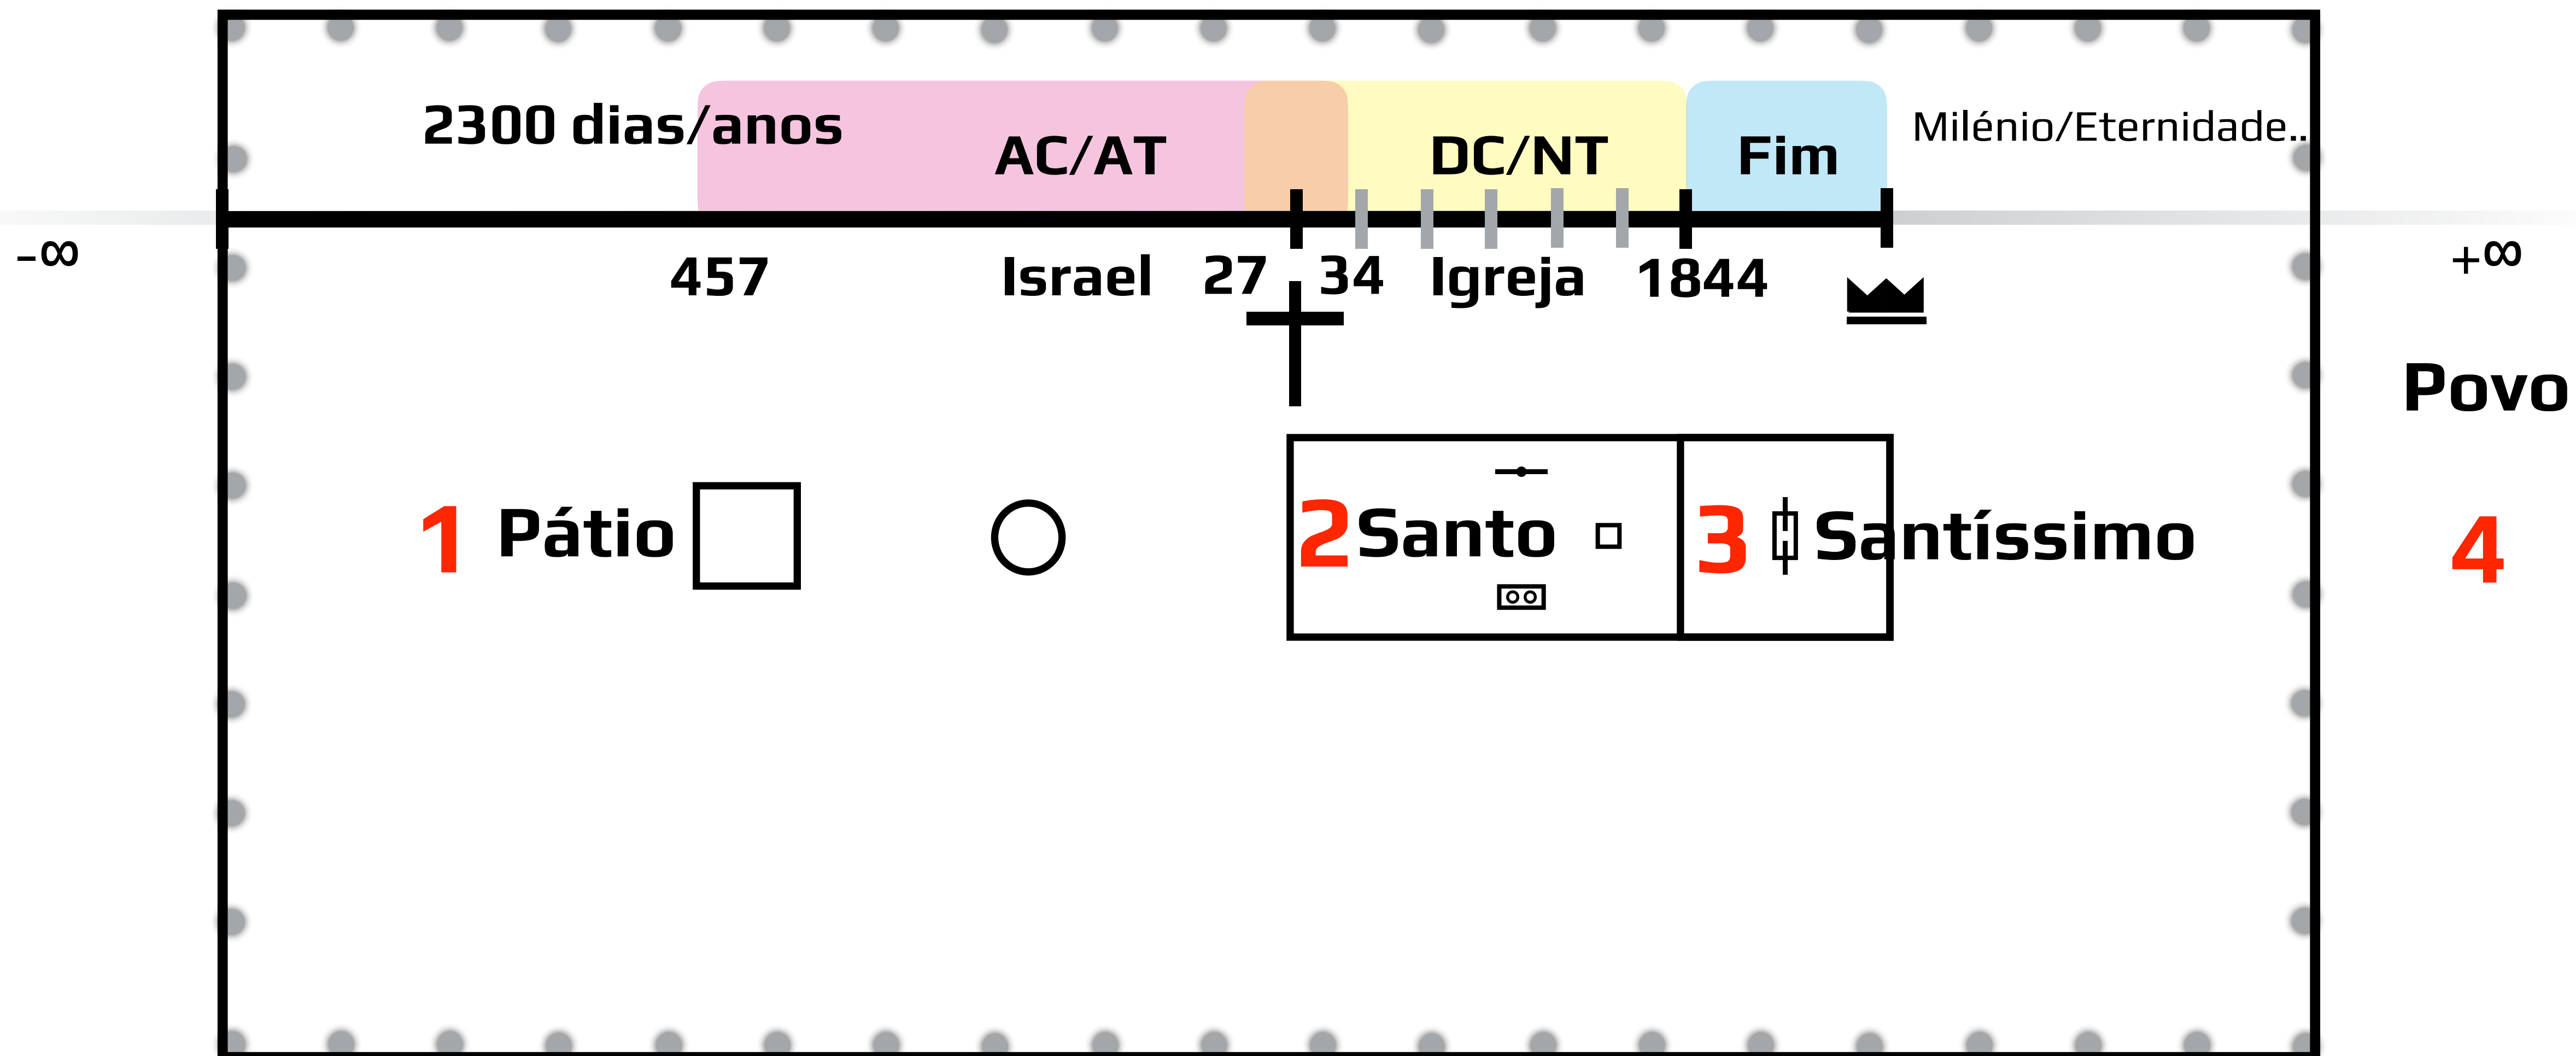 2300 dias/anos
AC/AT
DC/NT
Fim
Milénio/Eternidade..
-∞
457
Israel
27
34
Igreja
1844
+∞
Povo
1 Pátio
2 Santo
3 Santíssimo
4